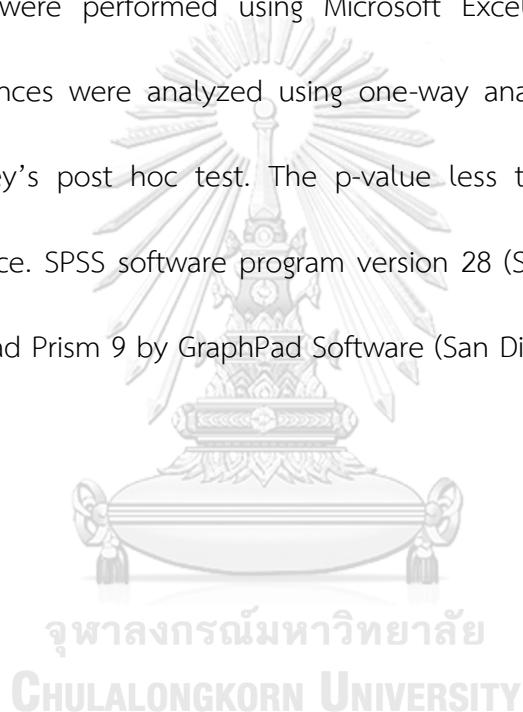 were performed using Microsoft Excel
nces were analyzed using one-way ana
ey's post hoc test. The p-value less t
ce. SPSS software program version 28 (S
ad Prism 9 by GraphPad Software (San Di
จุฬาลงกรณ์มหาวิทยาลัย
CHULALONGKORN UNIVERSITY